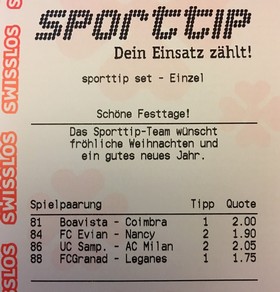 sporttip
Dein Einsatz zählt!
sporttip set - Einzel
Schöne Festtage!
Das Sporttip-Team wünscht
fröhliche Weihnachten und
ein gutes neues Jahr.
Spielpaarung Tipp Quote
81 Boavista - Coimbra 1 2.00
84 FC Evian - Nancy 2 1.90
86 UC Samp. - AC Milan 2 2.05
88 FCGranad - Leganes 1 1.75
SWISSLOS
SWISSLOS